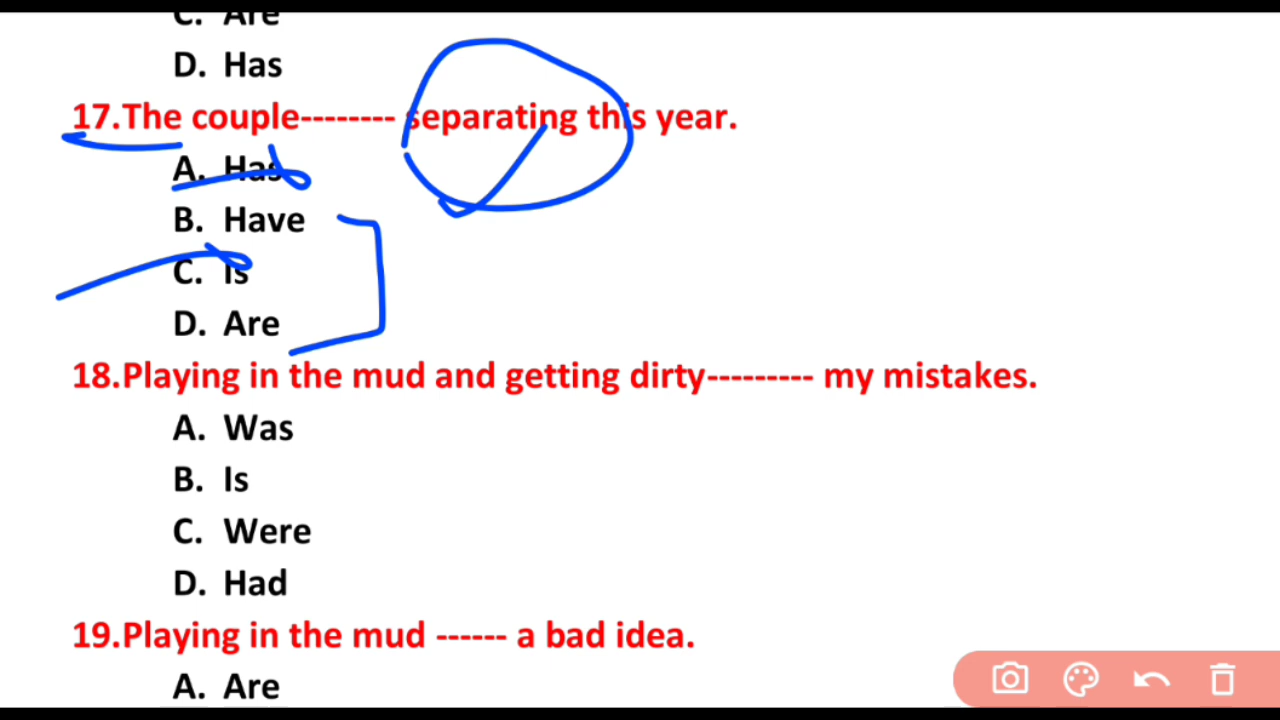 C. Are
D. Has
17.The couple-------- separating this year.
A. Has
B. Have
C. Is
D. Are
18.Playing in the mud and getting dirty--------- my mistakes.
A. Was
B. Is
C. Were
D. Had
19.Playing in the mud ------ a bad idea.
A. Are